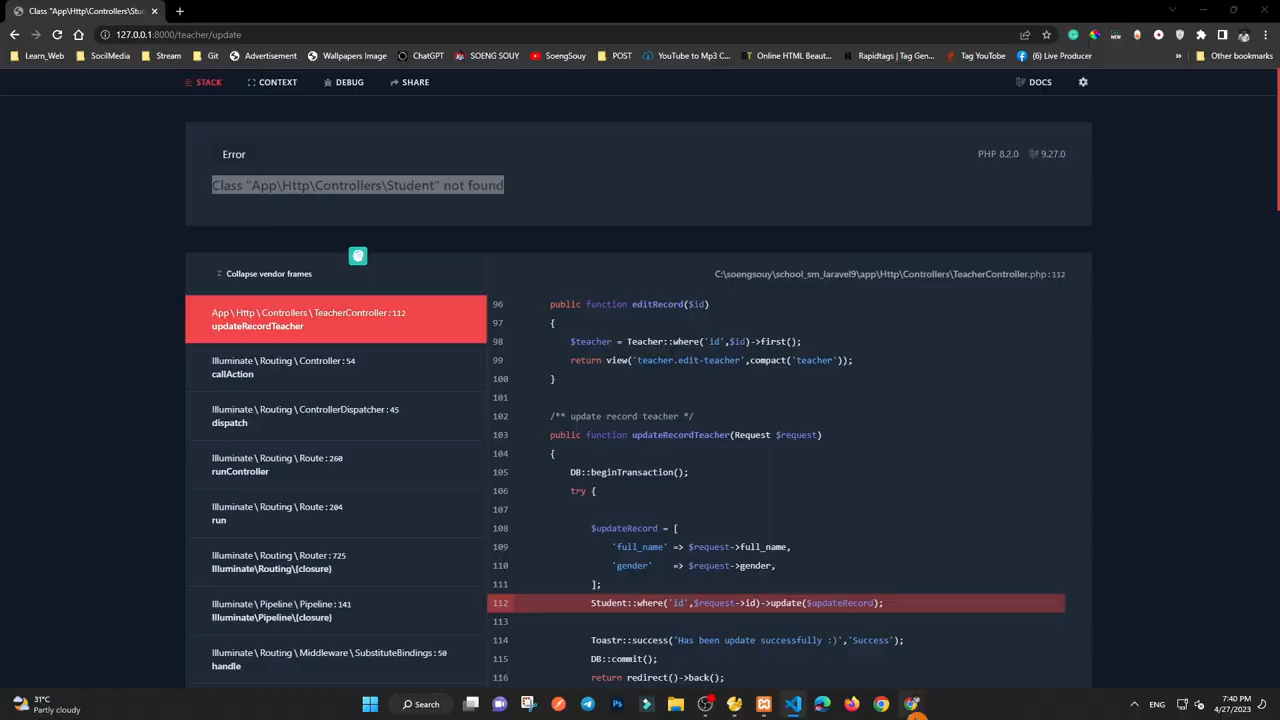 Class "App\Http\Controllers\Stu
127.0.0.1:8000/teacher/update
Learn_Web
SocilMedia
Stream
Git
Advertisement
Wallpapers Image
ChatGPT
SOENG SOUY
SoengSouy
POST
YouTube to Mp3 C...
Online HTML Beaut...
Rapidtags | Tag Gen...
Tag YouTube
(6) Live Producer
»
Other bookmarks
STACK
CONTEXT
DEBUG
SHARE
DOCS
Error
PHP 8.2.0
9.27.0
Class "App\Http\Controllers\Student" not found
Collapse vendor frames
C:\soengsouy\school_sm_laravel9\app\Http\Controllers\TeacherController.php:112
App \ Http \ Controllers \ TeacherController : 112
updateRecordTeacher
Illuminate \ Routing \ Controller : 54
callAction
Illuminate \ Routing \ ControllerDispatcher : 45
dispatch
Illuminate \ Routing \ Route : 260
runController
Illuminate \ Routing \ Route : 204
run
Illuminate \ Routing \ Router : 725
Illuminate\Routing\{closure}
Illuminate \ Pipeline \ Pipeline : 141
Illuminate\Pipeline\{closure}
Illuminate \ Routing \ Middleware \ SubstituteBindings : 50
handle
96 public function editRecord($id)
97 {
98 $teacher = Teacher::where('id',$id)->first();
99 return view('teacher.edit-teacher',compact('teacher'));
100 }
101
102 /** update record teacher */
103 public function updateRecordTeacher(Request $request)
104 {
105 DB::beginTransaction();
106 try {
107
108 $updateRecord = [
109 'full_name' => $request->full_name,
110 'gender' => $request->gender,
111 ];
112 Student::where('id',$request->id)->update($updateRecord);
113
114 Toastr::success('Has been update successfully :)','Success');
115 DB::commit();
116 return redirect()->back();
31°C
Partly cloudy
Search
ENG
7:40 PM
4/27/2023